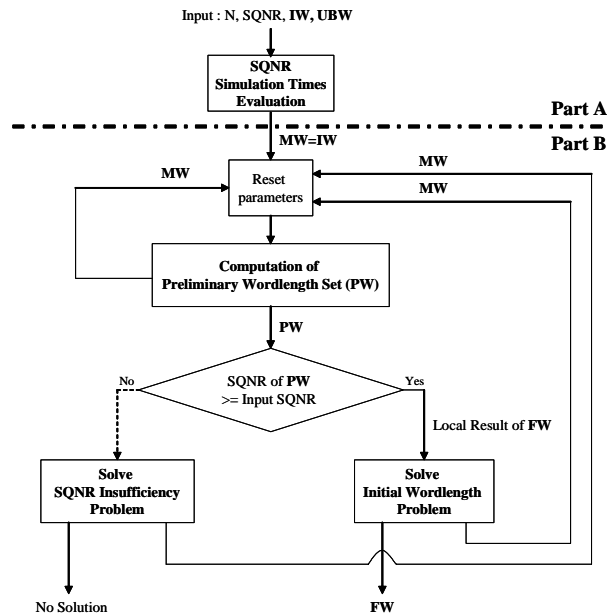 Input : N, SQNR, IW, UBW
SQNR
Simulation Times
Evaluation
Part A
MW=IW
Part B
MW
MW
MW
Reset
parameters
Computation of
Preliminary Wordlength Set (PW)
PW
No
SQNR of PW
>= Input SQNR
Yes
Local Result of FW
Solve
SQNR Insufficiency
Problem
Solve
Initial Wordlength
Problem
No Solution
FW